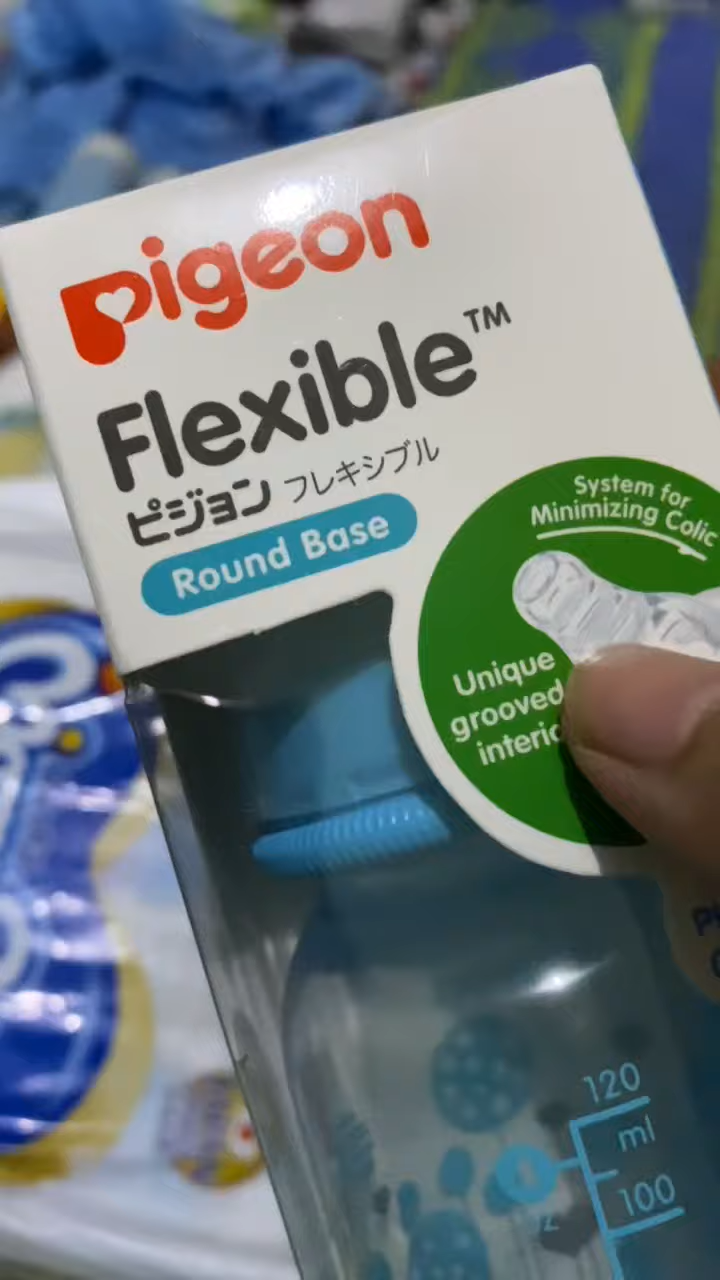 Pigeon
Flexible™
ピジョン フレキシブル
Round Base
System for
Minimizing Colic
Unique
grooved
120
ml
100